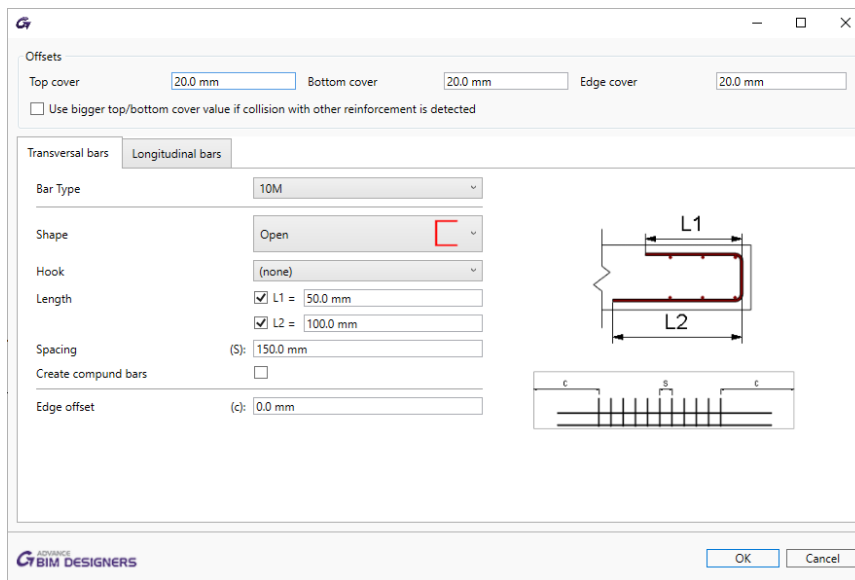 Offsets
Top cover 20.0 mm Bottom cover 20.0 mm Edge cover 20.0 mm
Use bigger top/bottom cover value if collision with other reinforcement is detected
Transversal bars Longitudinal bars
Bar Type 10M
Shape Open
Hook (none)
Length L1 = 50.0 mm
L2 = 100.0 mm
Spacing (S): 150.0 mm
Create compund bars
Edge offset (c): 0.0 mm
L1
L2
c s c
ADVANCE
BIM DESIGNERS
OK Cancel